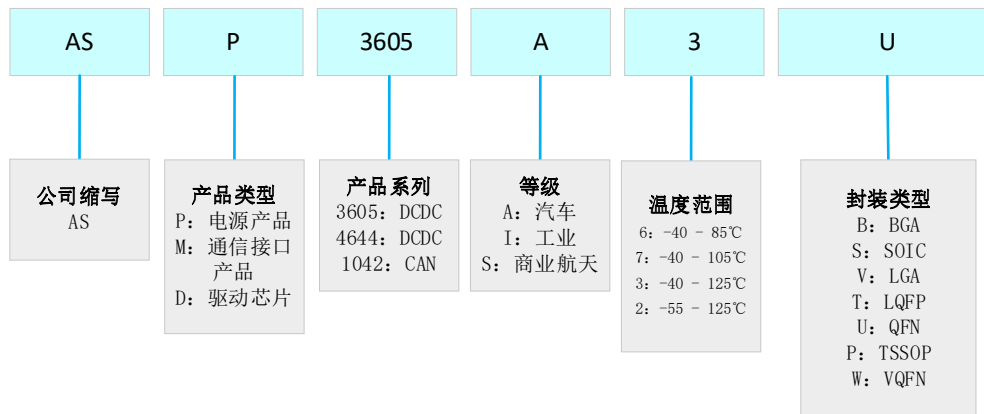 AS
P
3605
A
3
U
公司缩写
AS
产品类型
P: 电源产品
M: 通信接口
产品
D: 驱动芯片
产品系列
3605: DCDC
4644: DCDC
1042: CAN
等级
A: 汽车
I: 工业
S: 商业航天
温度范围
6: -40 - 85℃
7: -40 - 105℃
3: -40 - 125℃
2: -55 - 125℃
封装类型
B: BGA
S: SOIC
V: LGA
T: LQFP
U: QFN
P: TSSOP
W: VQFN